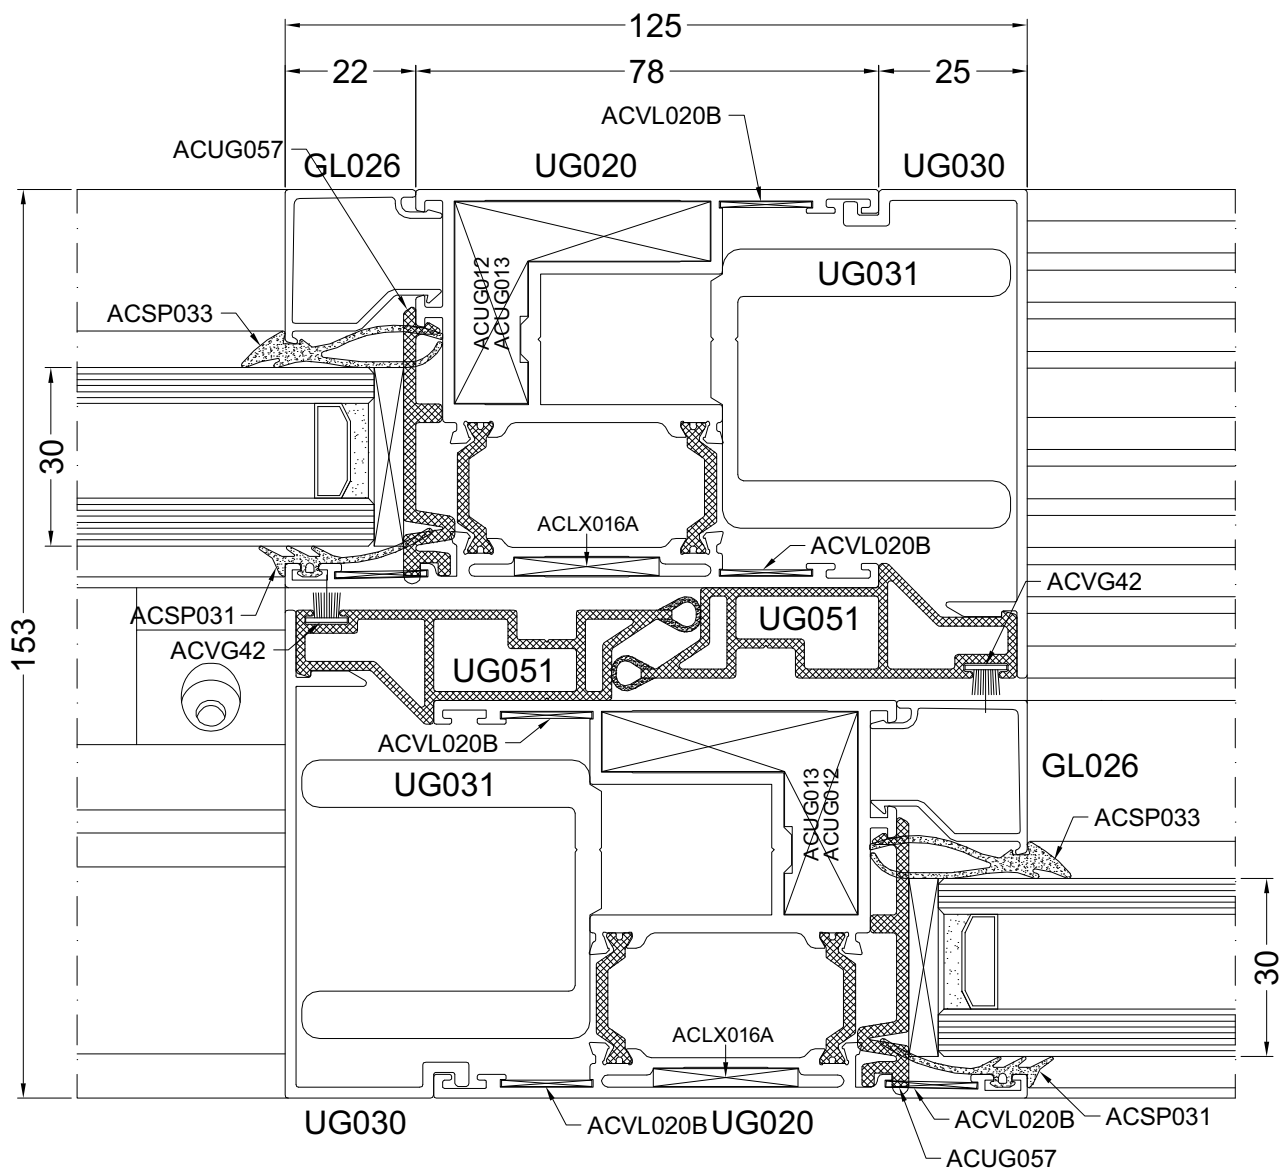 125
22 78 25
ACVL020B
ACUG057
GL026 UG020 UG030
ACUG012
ACUG013
UG031
ACSP033
30
ACLX016A
ACVL020B
ACVG42
ACSP031
UG051
153
ACVG42
UG051
ACVL020B
UG031
GL026
ACUG013
ACUG012
ACSP033
30
ACLX016A
UG030
ACVL020B UG020
ACVL020B
ACSP031
ACUG057